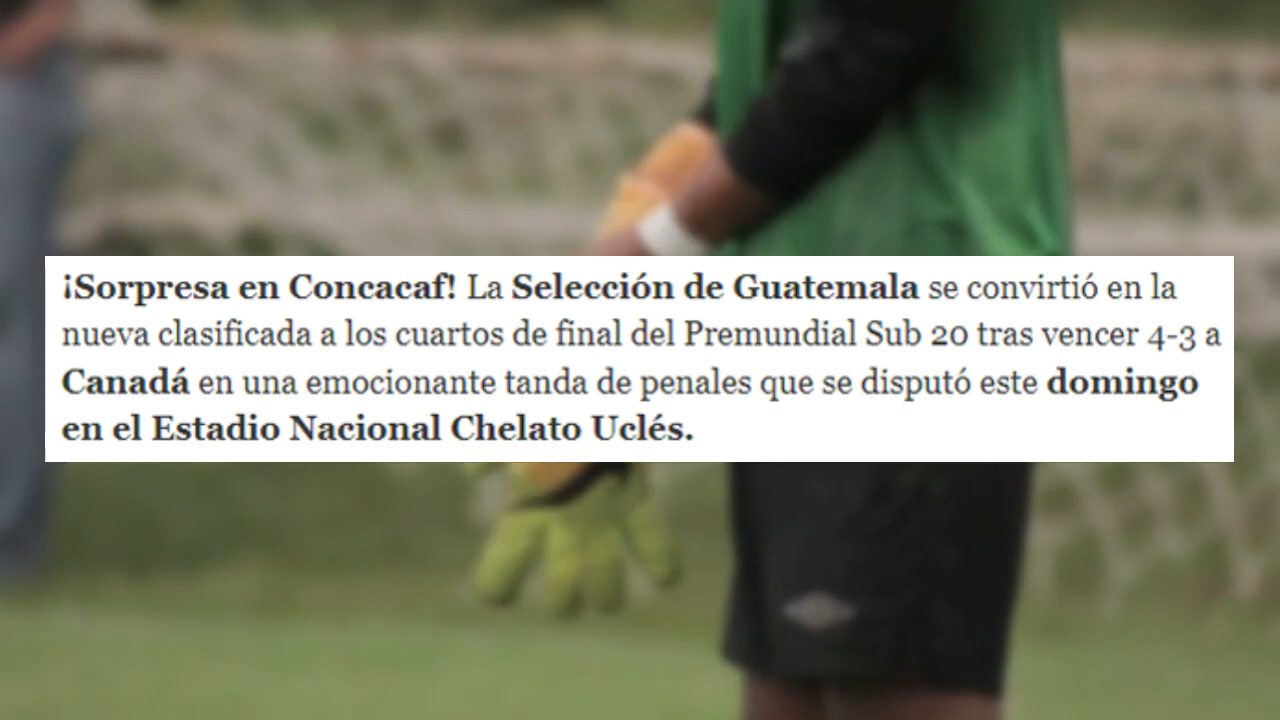 ¡Sorpresa en Concacaf! La Selección de Guatemala se convirtió en la
nueva clasificada a los cuartos de final del Premundial Sub 20 tras vencer 4-3 a
Canadá en una emocionante tanda de penales que se disputó este domingo
en el Estadio Nacional Chelato Uclés.